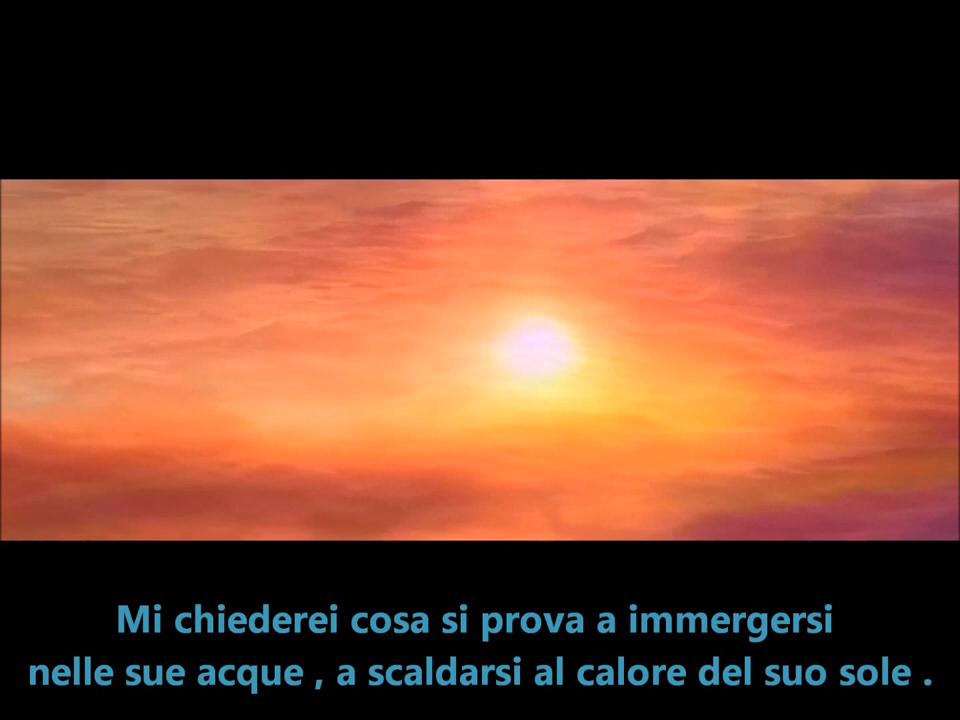 Mi chiederei cosa si prova a immergersi
nelle sue acque , a scaldarsi al calore del suo sole .